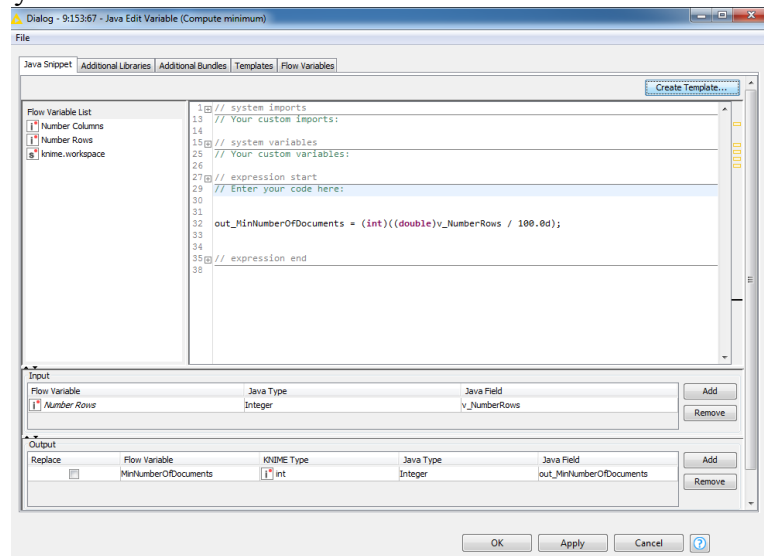 y
Dialog - 9:153:67 - Java Edit Variable (Compute minimum)
File
Java Snippet Additional Libraries Additional Bundles Templates Flow Variables
Create Template...
Flow Variable List
i Number Columns
i Number Rows
s knime.workspace
1 // system imports
13 // Your custom imports:
14
15 // system variables
25 // Your custom variables:
26
27 // expression start
29 // Enter your code here:
30
31
32 out_MinNumberOfDocuments = (int)((double)v_NumberRows / 100.0d);
33
34
35 // expression end
38
Input
Flow Variable Java Type Java Field
i Number Rows Integer v_NumberRows
Add
Remove
Output
Replace Flow Variable KNIME Type Java Type Java Field
MinNumberOfDocuments i int Integer out_MinNumberOfDocuments
Add
Remove
OK Apply Cancel ?